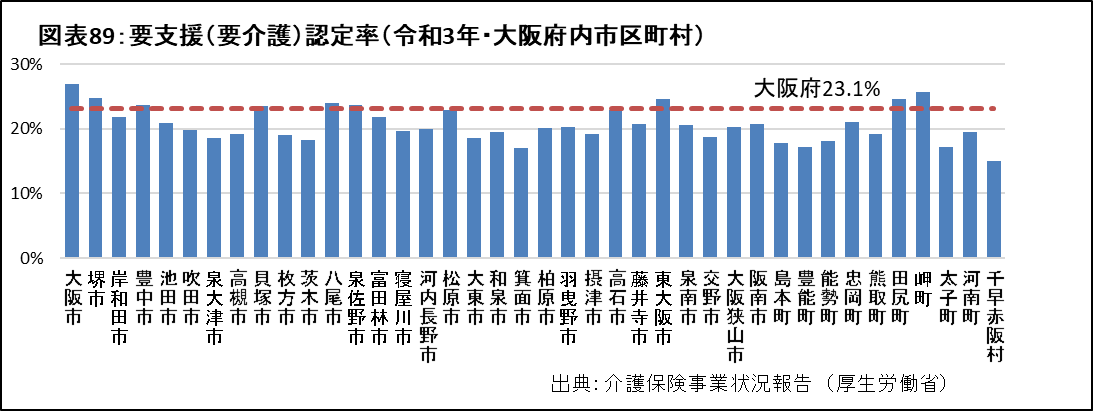 図表89：要支援（要介護）認定率（令和3年・大阪府内市区町村）
30%
大阪府23.1%
20%
10%
0%
大阪市
堺市
岸和田市
豊中市
池田市
吹田市
泉大津市
高槻市
貝塚市
枚方市
茨木市
八尾市
泉佐野市
富田林市
寝屋川市
河内長野市
松原市
大東市
和泉市
箕面市
柏原市
羽曳野市
摂津市
高石市
藤井寺市
東大阪市
泉南市
交野市
大阪狭山市
阪南市
島本町
豊能町
能勢町
忠岡町
熊取町
田尻町
岬町
太子町
河南町
千早赤阪村
出典：介護保険事業状況報告（厚生労働省）